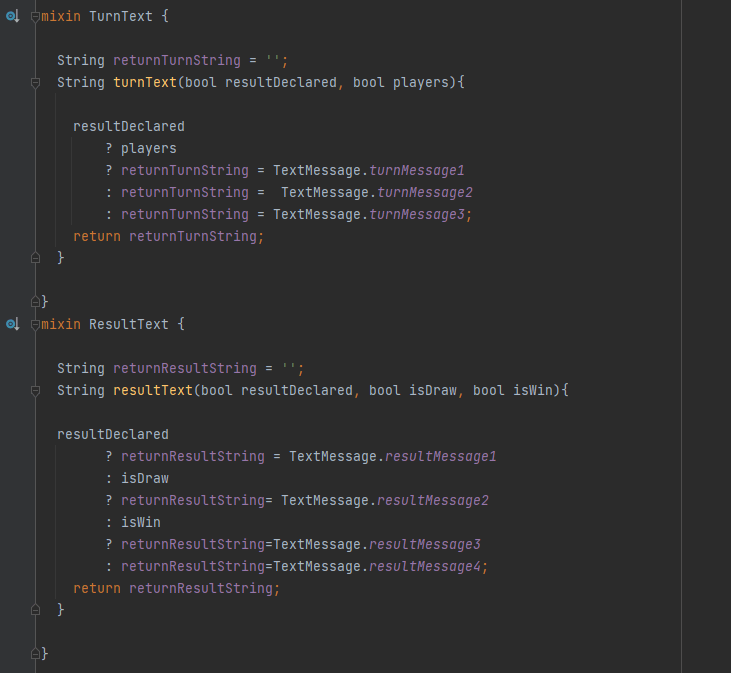 mixin TurnText {
String returnTurnString = '';
String turnText(bool resultDeclared, bool players){
resultDeclared
? players
? returnTurnString = TextMessage.turnMessage1
: returnTurnString =  TextMessage.turnMessage2
: returnTurnString = TextMessage.turnMessage3;
return returnTurnString;
}
}
mixin ResultText {
String returnResultString = '';
String resultText(bool resultDeclared, bool isDraw, bool isWin){
resultDeclared
? returnResultString = TextMessage.resultMessage1
: isDraw
? returnResultString= TextMessage.resultMessage2
: isWin
? returnResultString=TextMessage.resultMessage3
: returnResultString=TextMessage.resultMessage4;
return returnResultString;
}
}